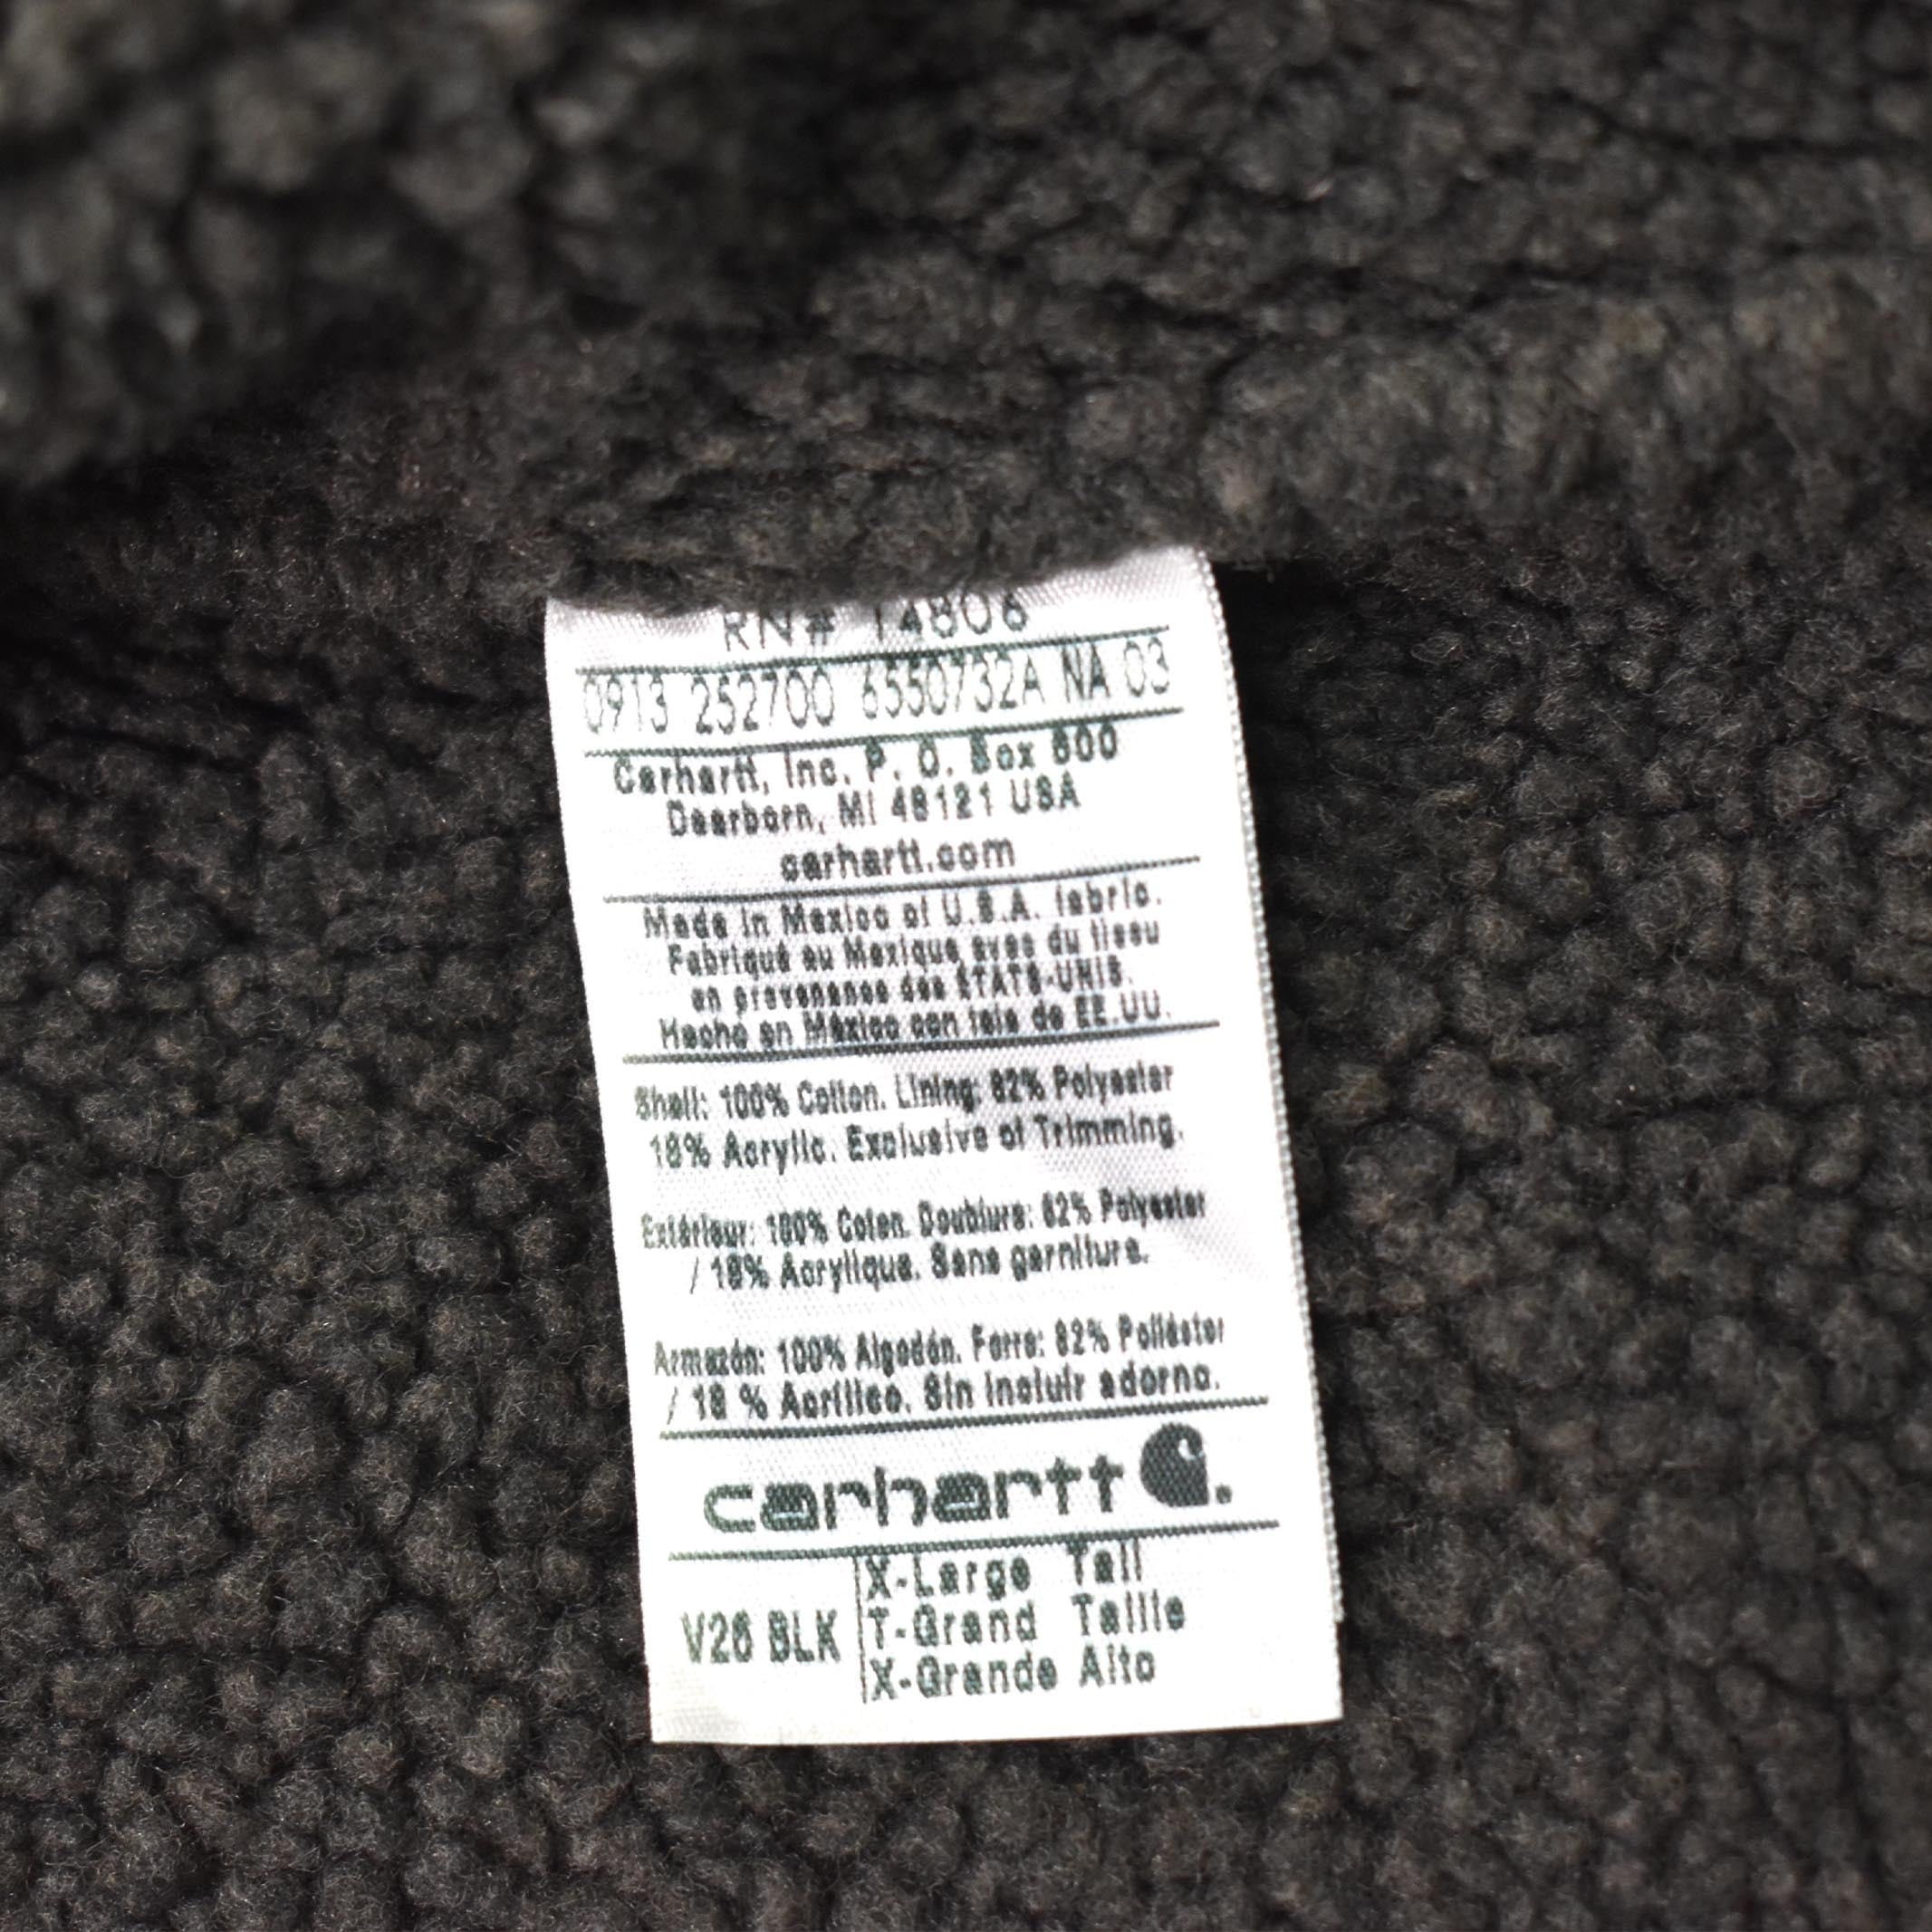 RN# 14806
0913 252700 6550732A NA 03
Carhartt, Inc. P. O. Box 600
Dearborn, MI 48121 USA
carhartt.com
Made in Mexico of U.S.A. fabric.
Fabriqué au Mexique avec du tissu
en provenance des ÉTATS-UNIS.
Hecho en México con tela de EE.UU.
Shell: 100% Cotton. Lining: 82% Polyester
18% Acrylic. Exclusive of Trimming.
Extérieur: 100% Coton. Doublure: 82% Polyester
/ 18% Acrylique. Sans garniture.
Armazón: 100% Algodón. Forro: 82% Poliéster
/ 18 % Acrílico. Sin incluir adorno.
carhartt
V26 BLK
X-Large Tall
T-Grand Taille
X-Grande Alto